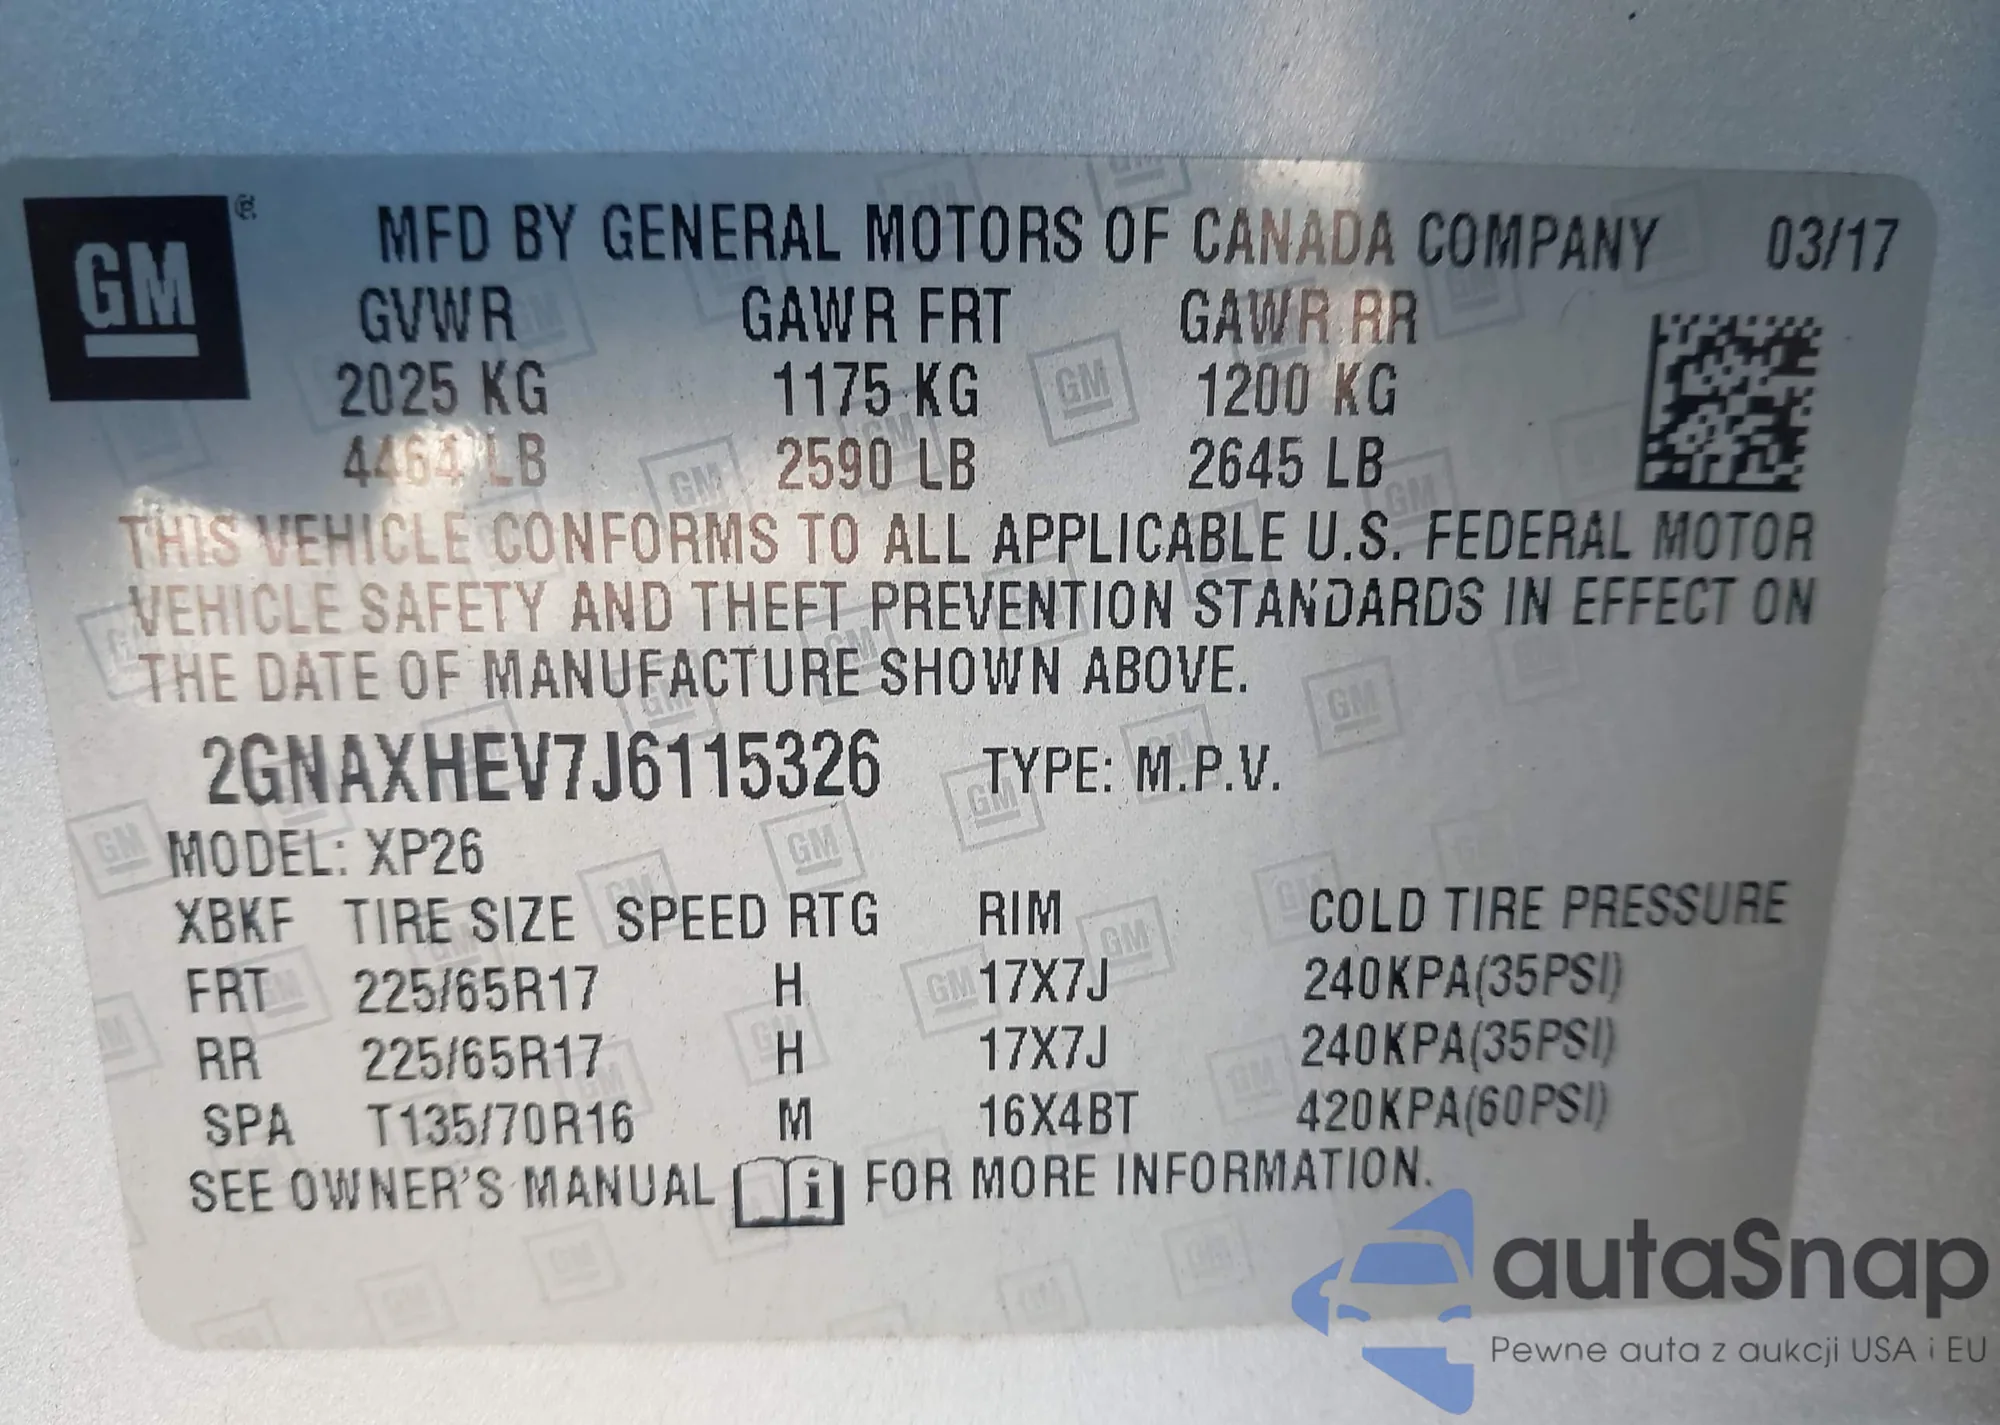 GM ® MFD BY GENERAL MOTORS OF CANADA COMPANY 03/17
GVWR GAWR FRT GAWR RR
2025 KG 1175 KG 1200 KG
4464 LB 2590 LB 2645 LB
THIS VEHICLE CONFORMS TO ALL APPLICABLE U.S. FEDERAL MOTOR
VEHICLE SAFETY AND THEFT PREVENTION STANDARDS IN EFFECT ON
THE DATE OF MANUFACTURE SHOWN ABOVE.
2GNAXHEV7J6115326 TYPE: M.P.V.
MODEL: XP26
XBKF TIRE SIZE SPEED RTG RIM COLD TIRE PRESSURE
FRT 225/65R17 H 17X7J 240KPA(35PSI)
RR 225/65R17 H 17X7J 240KPA(35PSI)
SPA T135/70R16 M 16X4BT 420KPA(60PSI)
SEE OWNER'S MANUAL i FOR MORE INFORMATION.
autaSnap
Pewne auta z aukcji USA i EU